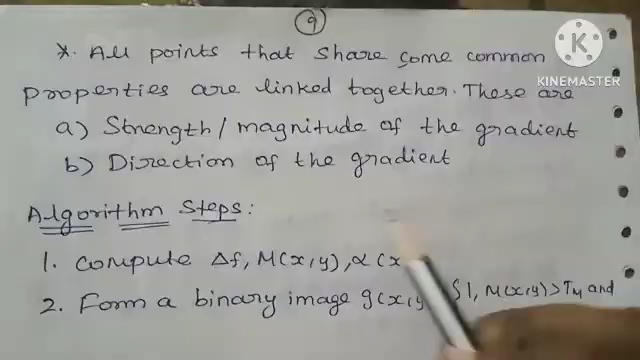 9
*. All points that share some common
properties are linked together. These are
a) Strength/magnitude of the gradient
b) Direction of the gradient
Algorithm Steps:
1. Compute Δf, M(x,y), α(x
2. Form a binary image g(x,y {1, M(x,y)>T_M and
K
KINEMASTER